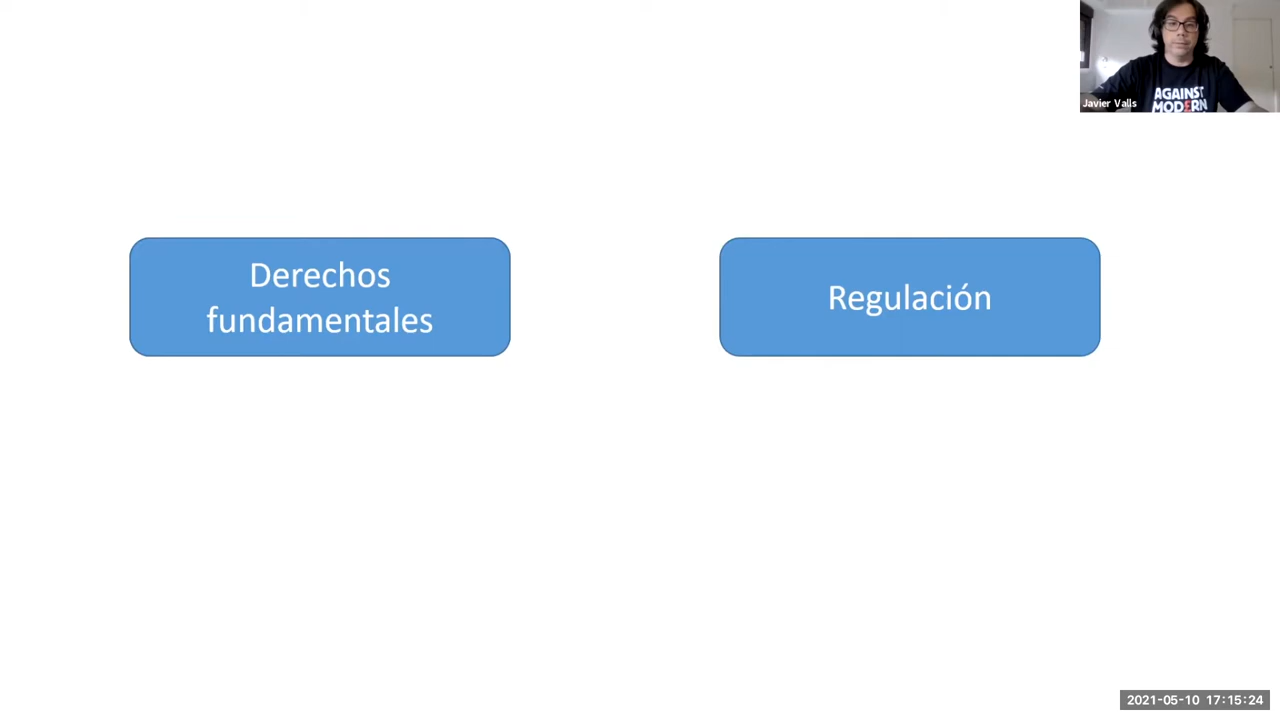 Javier Valls
AGAINST
MODERN
Derechos
fundamentales
Regulación
2021-05-10 17:15:24